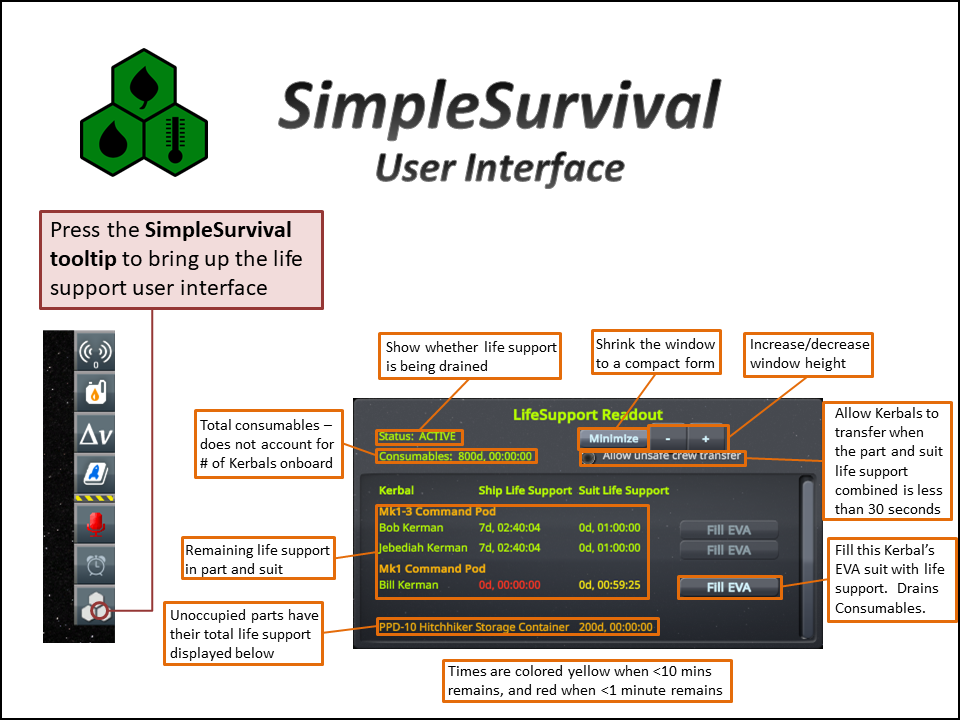 SimpleSurvival
User Interface
Press the SimpleSurvival
tooltip to bring up the life
support user interface
0
Δv
Show whether life support
is being drained
Shrink the window
to a compact form
Increase/decrease
window height
Total consumables –
does not account for
# of Kerbals onboard
Allow Kerbals to
transfer when
the part and suit
life support
combined is less
than 30 seconds
LifeSupport Readout
Status: ACTIVE
Minimize - +
Consumables: 800d, 00:00:00
Allow unsafe crew transfer
Kerbal Ship Life Support Suit Life Support
Mk1-3 Command Pod
Bob Kerman 7d, 02:40:04 0d, 01:00:00 Fill EVA
Jebediah Kerman 7d, 02:40:04 0d, 01:00:00 Fill EVA
Mk1 Command Pod
Bill Kerman 0d, 00:00:00 0d, 00:59:25 Fill EVA
PPD-10 Hitchhiker Storage Container 200d, 00:00:00
Remaining life support
in part and suit
Fill this Kerbal’s
EVA suit with life
support. Drains
Consumables.
Unoccupied parts have
their total life support
displayed below
Times are colored yellow when <10 mins
remains, and red when <1 minute remains